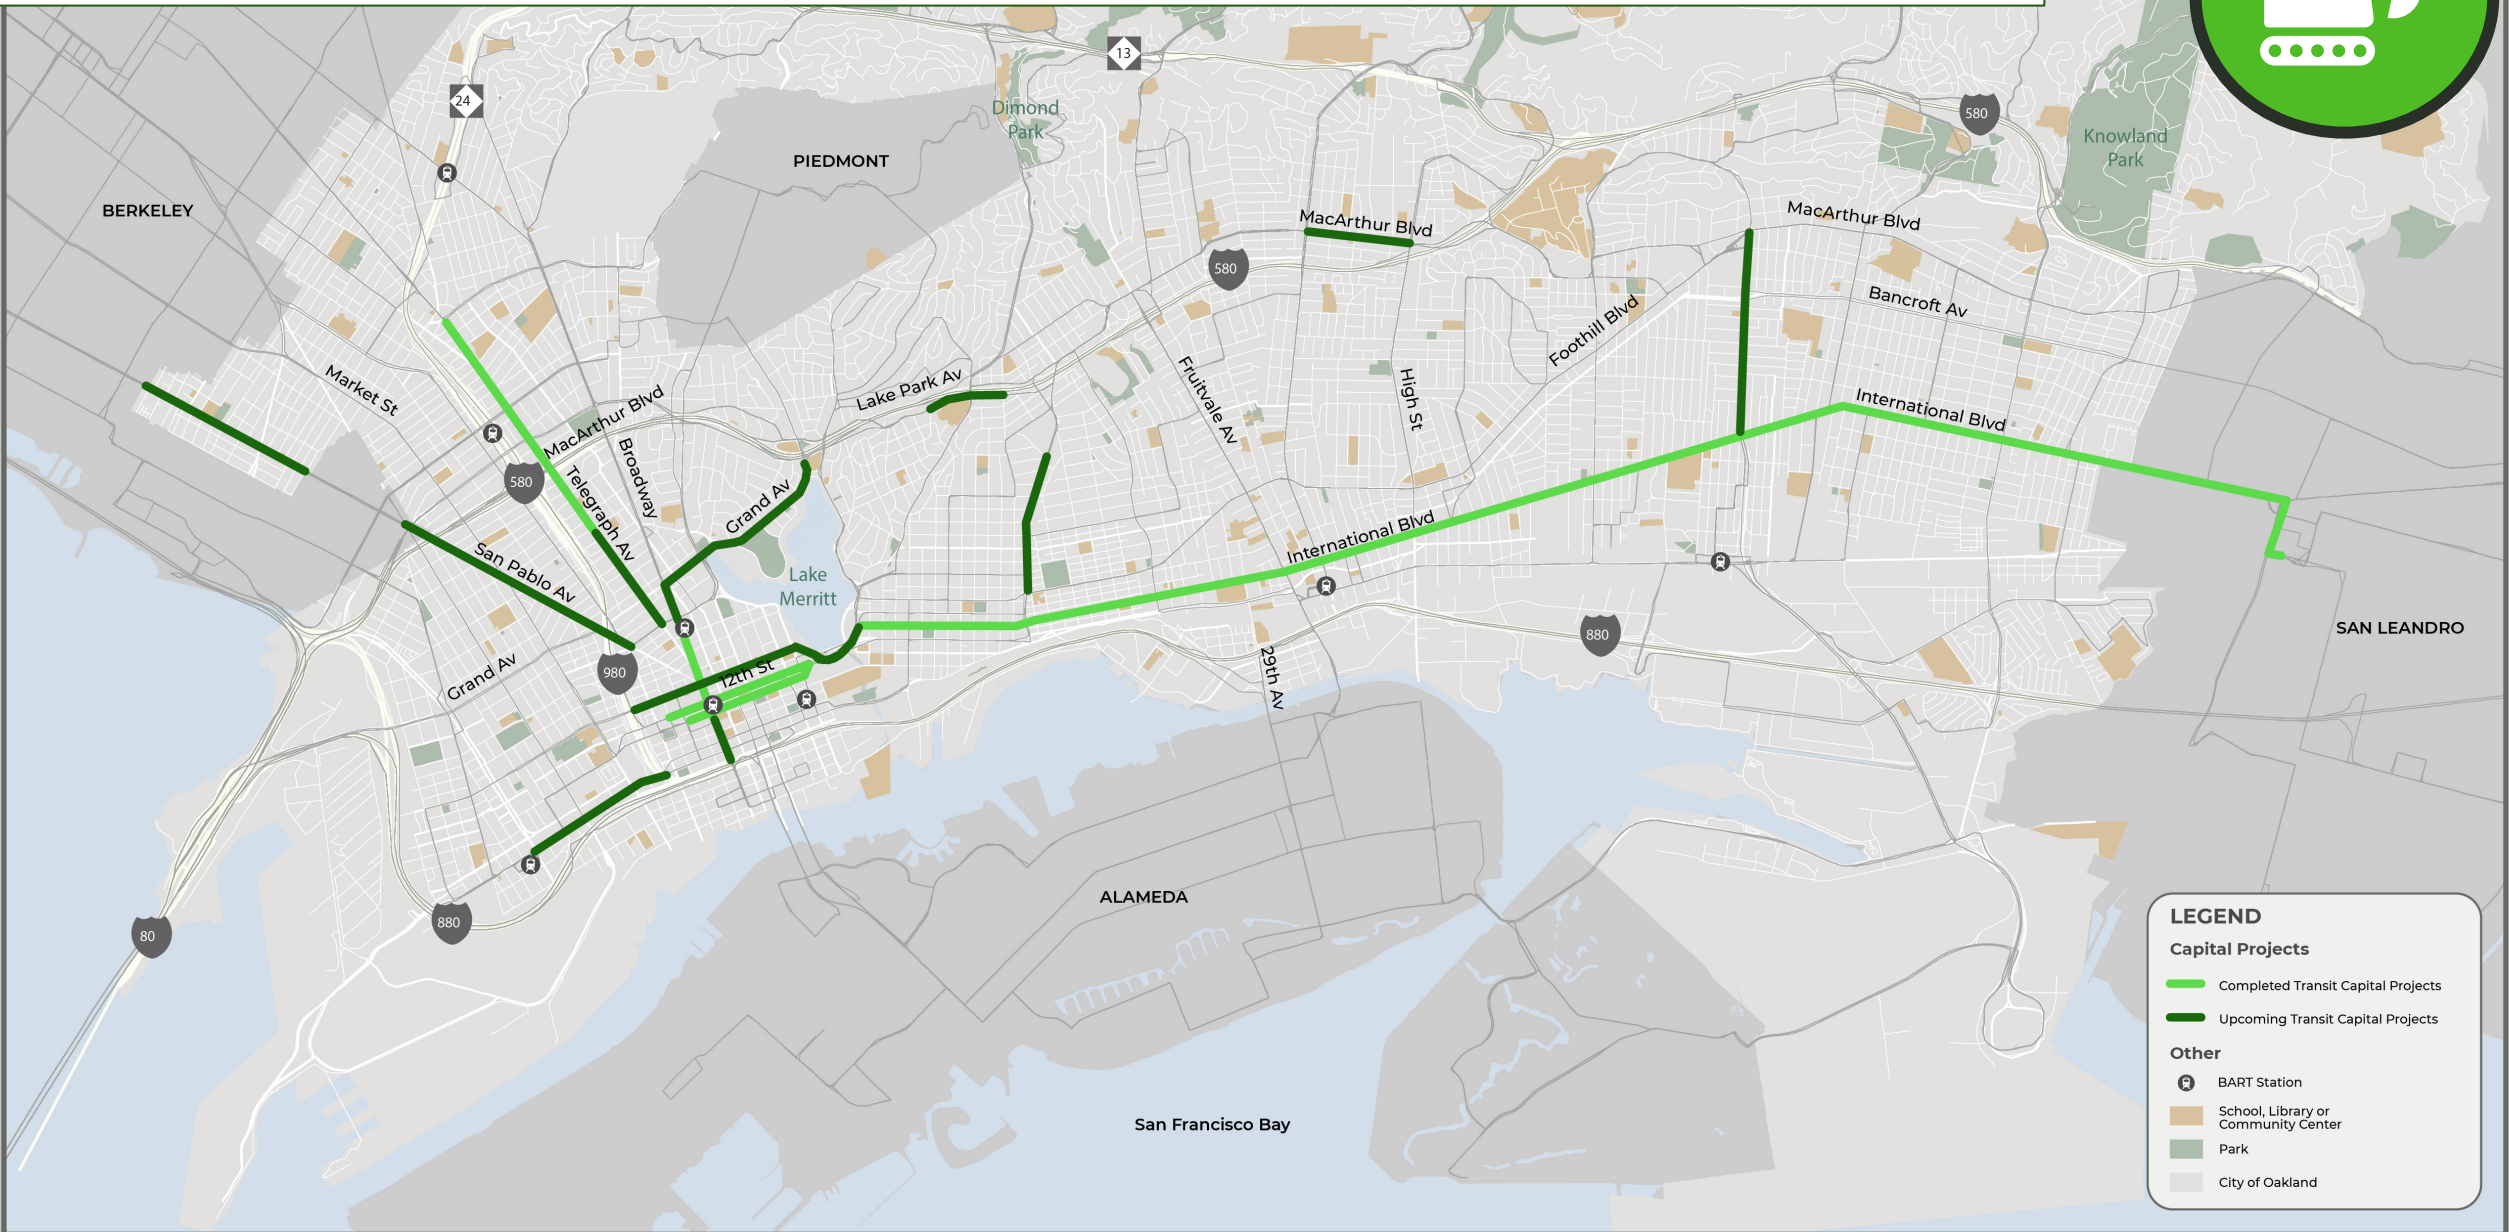 13
24
580
Dimond
Park
Knowland
Park
PIEDMONT
BERKELEY
MacArthur Blvd
MacArthur Blvd
580
Bancroft Av
Foothill Blvd
Market St
Lake Park Av
Fruitvale Av
High St
MacArthur Blvd
International Blvd
Broadway
580
Telegraph Av
Grand Av
International Blvd
San Pablo Av
Lake
Merritt
SAN LEANDRO
880
980
12th St
Grand Av
29th Av
ALAMEDA
880
80
San Francisco Bay
LEGEND
Capital Projects
Completed Transit Capital Projects
Upcoming Transit Capital Projects
Other
BART Station
School, Library or
Community Center
Park
City of Oakland